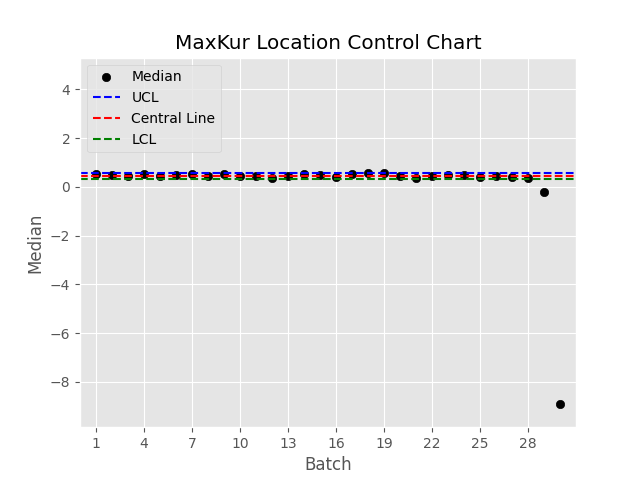 MaxKur Location Control Chart
Median
UCL
Central Line
LCL
4
2
0
−2
−4
−6
−8
Median
1 4 7 10 13 16 19 22 25 28
Batch